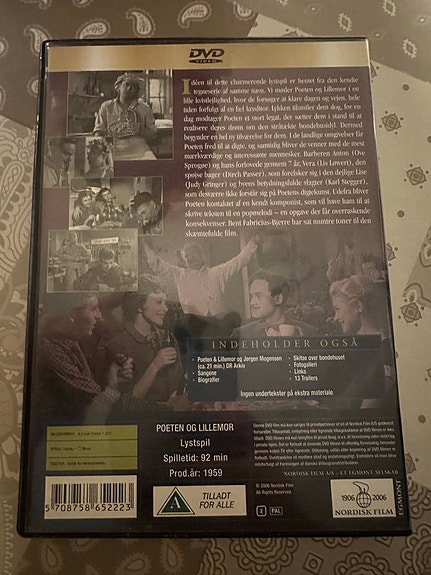 DVD
VIDEO
Idéen til dette charmerende lystspil er hentet fra den kendte
tegneserie af samme navn. Vi møder Poeten og Lillemor i en
lille kvistlejlighed, hvor de forsøger at klare dagen og vejen, hele
tiden forfulgt af en fæl kreditor. Lykken tilsmiler dem dog, for en
dag modtager Poeten et stort legat, der sætter dem i stand til at
realisere deres drøm om det stråtækte bondehusidyl. Dermed
begynder en hel ny tilværelse for dem. I de landlige omgivelser får
Poeten fred til at digte, og samtidig bliver de venner med de mest
mærkværdige og interessante mennesker. Barberen Anton (Ove
Sprogøe) og hans forlovede gennem 7 år, Vera (Lis Løwert), den
spøjse bager (Dirch Passer), som forelsker sig i den dejlige Lise
(Judy Gringer) og byens betydningsfulde slagter (Karl Stegger),
som desværre ikke forstår sig på Poetens digtekunst. Udefra bliver
Poeten kontaktet af en kendt komponist, som vil have ham til at
skrive teksten til en popmelodi – en opgave der får overraskende
konsekvenser. Bent Fabricius-Bjerre har sat muntre toner til den
skæmtefulde film.
INDEHOLDER OGSÅ
• Poeten & Lillemor og Jørgen Mogensen
(ca. 21 min.) DR Arkiv
• Sangene
• Biografier
• Skitse over bondehuset
• Fotogalleri
• Links
• 13 Trailers
Ingen undertekster på ekstra materiale
POETEN OG LILLEMOR
Lystspil
Spilletid: 92 min
Prod.år: 1959
5 708758 652223
A
TILLADT
FOR ALLE
NORDISK FILM A/S – ET EGMONT SELSKAB
© 2006 Nordisk Film.
All Rights Reserved.
2
PAL
1906 2006
NORDISK FILM
EGMONT